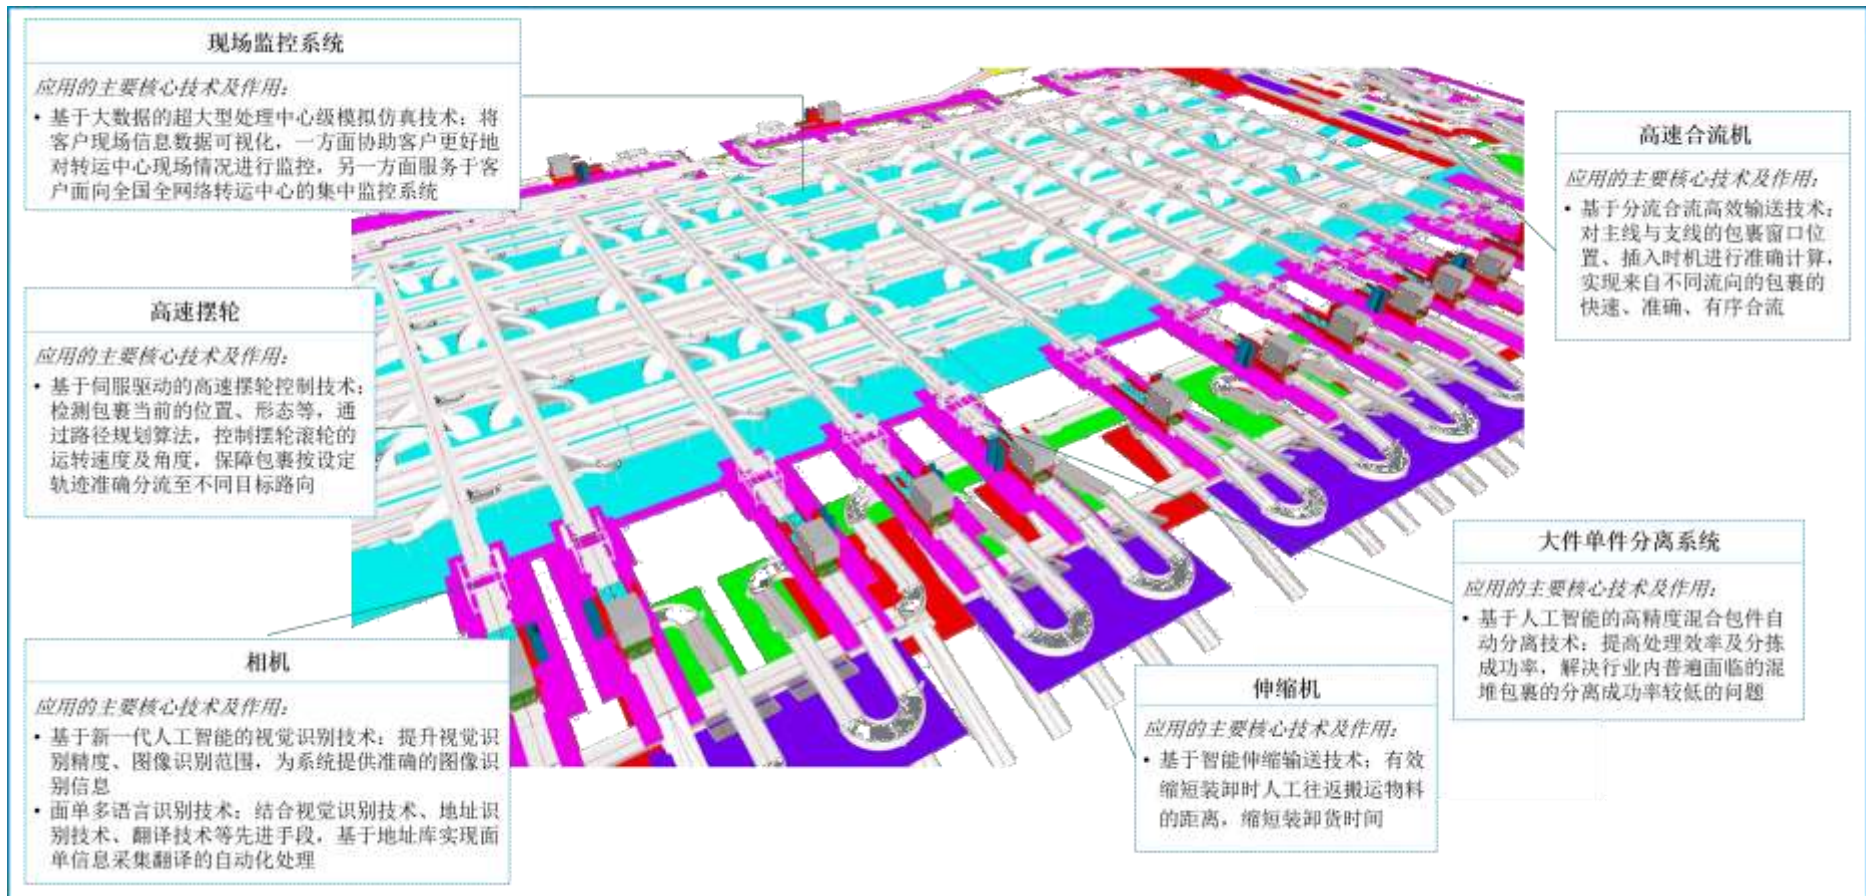 现场监控系统
应用的主要核心技术及作用：
• 基于大数据的超大型处理中心级模拟仿真技术：将
客户现场信息数据可视化，一方面协助客户更好地
对转运中心现场情况进行监控，另一方面服务于客
户面向全国全网络转运中心的集中监控系统
高速合流机
应用的主要核心技术及作用：
• 基于分流合流高效输送技术：
对主线与支线的包裹窗口位
置、插入时机进行准确计算，
实现来自不同流向的包裹的
快速、准确、有序合流
高速摆轮
应用的主要核心技术及作用：
• 基于伺服驱动的高速摆轮控制技术：
检测包裹当前的位置、形态等，通
过路径规划算法，控制摆轮滚轮的
运转速度及角度，保障包裹按设定
轨迹准确分流至不同目标路向
大件单件分离系统
应用的主要核心技术及作用：
• 基于人工智能的高精度混合包件自
动分离技术：提高处理效率及分拣
成功率，解决行业内普遍面临的混
堆包裹的分离成功率较低的问题
相机
应用的主要核心技术及作用：
• 基于新一代人工智能的视觉识别技术：提升视觉识
别精度、图像识别范围，为系统提供准确的图像识
别信息
• 面单多语言识别技术：结合视觉识别技术、地址识
别技术、翻译技术等先进手段，基于地址库实现面
单信息采集翻译的自动化处理
伸缩机
应用的主要核心技术及作用：
• 基于智能伸缩输送技术：有效
缩短装卸时人工往返搬运物料
的距离，缩短装卸货时间